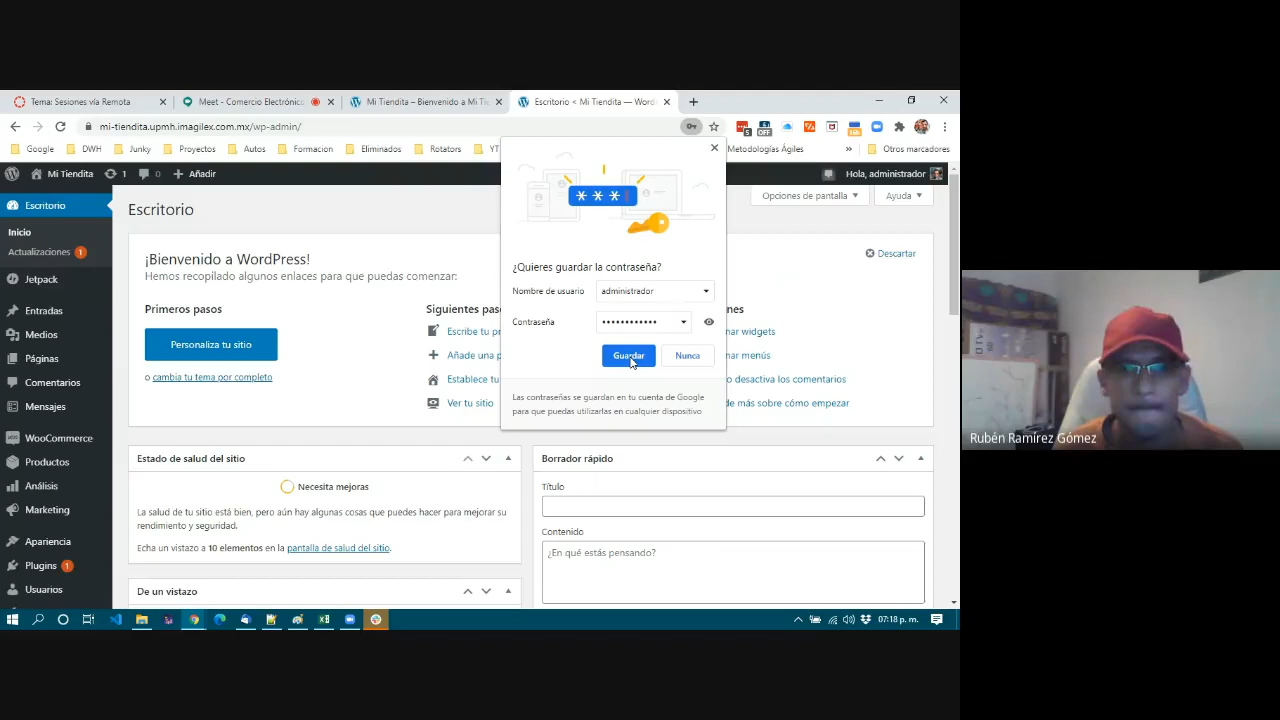 Tema: Sesiones vía Remota
Meet - Comercio Electrónic
Mi Tiendita – Bienvenido a Mi Tie
Escritorio < Mi Tiendita — Word
mi-tiendita.upmh.imagilex.com.mx/wp-admin/
Google
DWH
Junky
Proyectos
Autos
Formacion
Eliminados
Rotators
YT
Metodologías Ágiles
»
Otros marcadores
Mi Tiendita
1
0
Añadir
Hola, administrador
Escritorio
Inicio
Actualizaciones 1
Jetpack
Entradas
Medios
Páginas
Comentarios
Mensajes
WooCommerce
Productos
Análisis
Marketing
Apariencia
Plugins 1
Usuarios
Escritorio
Opciones de pantalla
Ayuda
¡Bienvenido a WordPress!
Hemos recopilado algunos enlaces para que puedas comenzar:
Descartar
Primeros pasos
Personaliza tu sitio
o cambia tu tema por completo
Siguientes pas
Escribe tu pr
Añade una p
Establece tu
Ver tu sitio
nes
nar widgets
nar menús
o desactiva los comentarios
de más sobre cómo empezar
¿Quieres guardar la contraseña?
Nombre de usuario
administrador
Contraseña
••••••••••••
Guardar
Nunca
Las contraseñas se guardan en tu cuenta de Google
para que puedas utilizarlas en cualquier dispositivo
Estado de salud del sitio
Necesita mejoras
La salud de tu sitio está bien, pero aún hay algunas cosas que puedes hacer para mejorar su
rendimiento y seguridad.
Echa un vistazo a 10 elementos en la pantalla de salud del sitio.
De un vistazo
Borrador rápido
Título
Contenido
¿En qué estás pensando?
07:18 p. m.
Rubén Ramírez Gómez